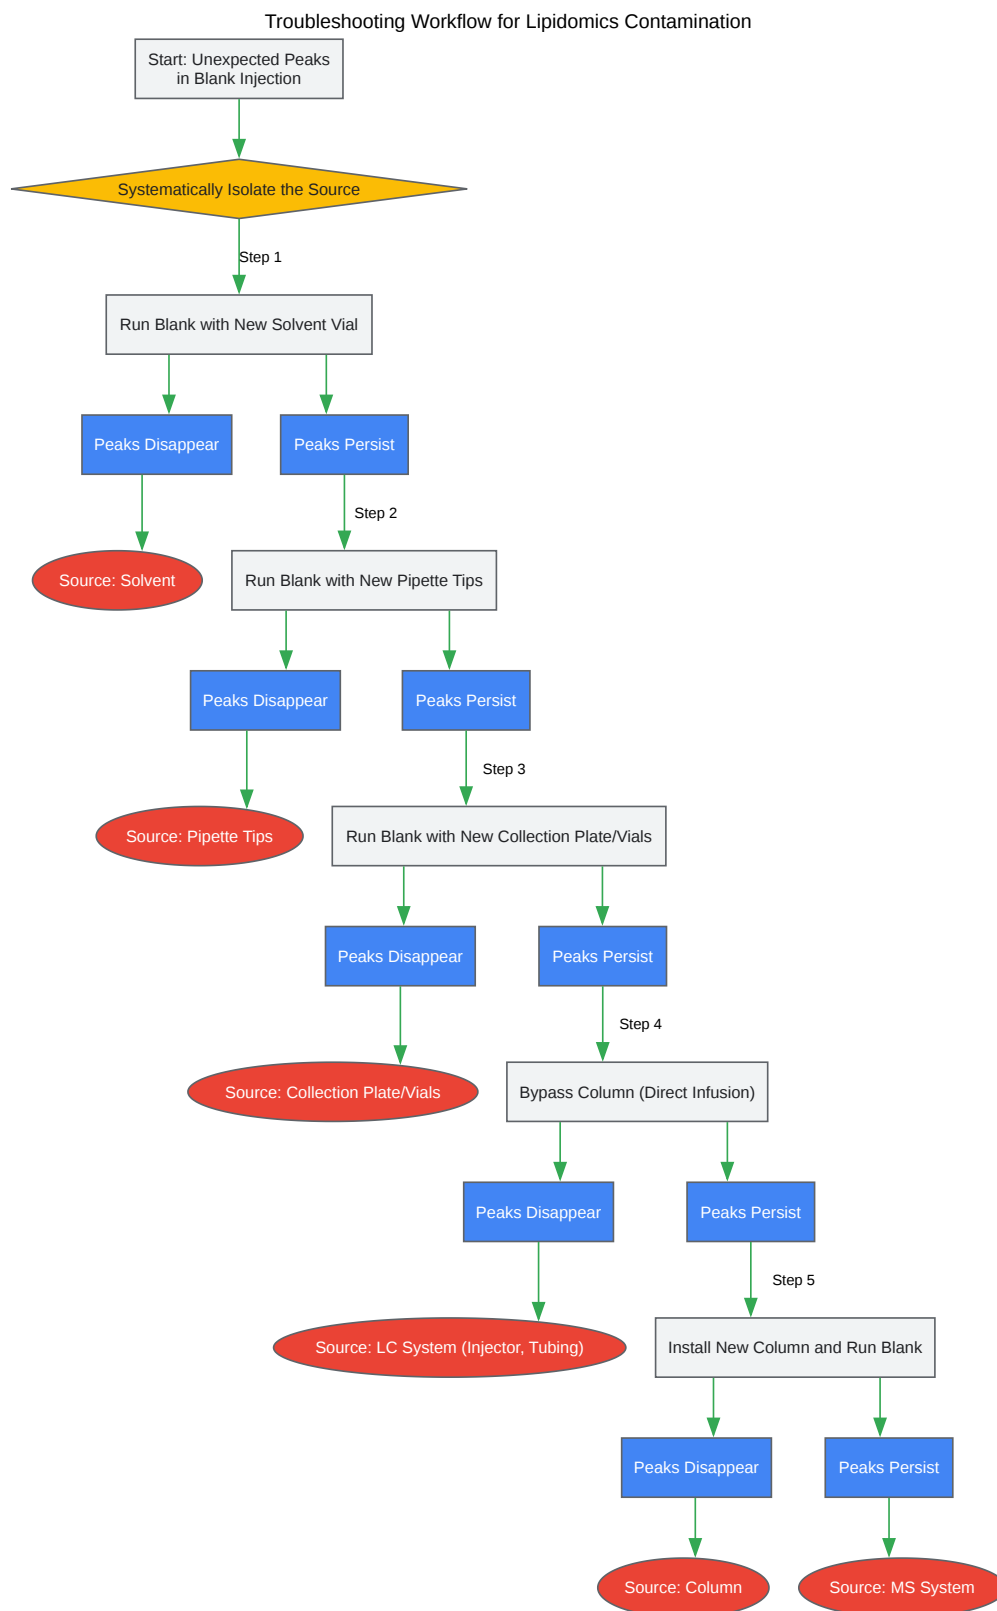 Troubleshooting Workflow for Lipidomics Contamination
Start: Unexpected Peaks
in Blank Injection
Systematically Isolate the Source
Step 1
Run Blank with New Solvent Vial
Peaks Disappear
Peaks Persist
Step 2
Source: Solvent
Run Blank with New Pipette Tips
Peaks Disappear
Peaks Persist
Step 3
Source: Pipette Tips
Run Blank with New Collection Plate/Vials
Peaks Disappear
Peaks Persist
Step 4
Source: Collection Plate/Vials
Bypass Column (Direct Infusion)
Peaks Disappear
Peaks Persist
Step 5
Source: LC System (Injector, Tubing)
Install New Column and Run Blank
Peaks Disappear
Peaks Persist
Source: Column
Source: MS System